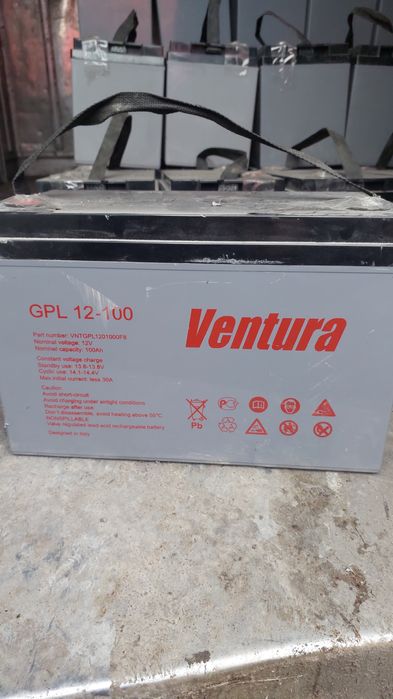 GPL 12-100
Ventura
Part number: VNTGPL1201000F8
Nominal voltage: 12V
Nominal capacity: 100Ah
Constant voltage charge
Standby use: 13.6-13.8V
Cyclic use: 14.1-14.4V
Max initial current: less 30A
Caution
Avoid short-circuit
Avoid charging under airtight conditions
Recharge after use
Don't disassemble, avoid heating above 50°C
NONSPILLABLE
Valve regulated lead acid rechargeable battery
Designed in Italy
Pb